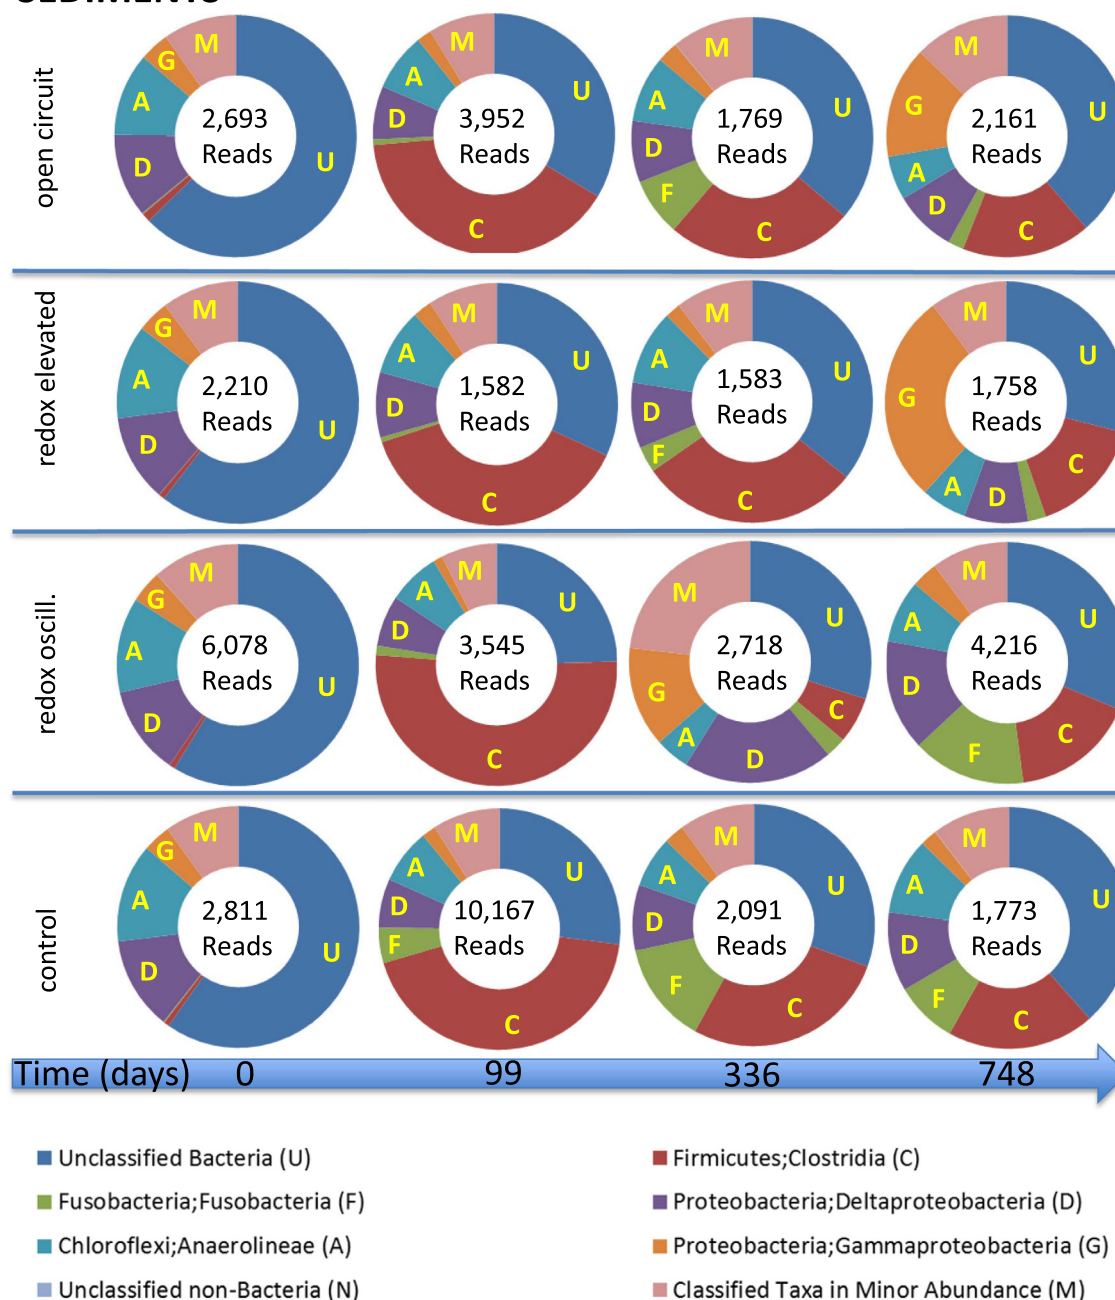 SEDIMENTS
open circuit
M
G
A
D
U
2,693
Reads
M
A
D
C
U
3,952
Reads
M
A
D
F
C
U
1,769
Reads
M
G
A
D
C
U
2,161
Reads
redox elevated
M
G
A
D
U
2,210
Reads
M
A
D
C
U
1,582
Reads
M
A
D
F
C
U
1,583
Reads
M
G
A
D
C
U
1,758
Reads
redox oscill.
M
G
A
D
U
6,078
Reads
M
A
D
C
U
3,545
Reads
M
G
A
D
C
U
2,718
Reads
M
A
D
F
C
U
4,216
Reads
control
M
G
A
D
U
2,811
Reads
M
A
D
F
C
U
10,167
Reads
M
A
D
F
C
U
2,091
Reads
M
A
D
F
C
U
1,773
Reads
Time (days) 0 99 336 748
Unclassified Bacteria (U)
Firmicutes;Clostridia (C)
Fusobacteria;Fusobacteria (F)
Proteobacteria;Deltaproteobacteria (D)
Chloroflexi;Anaerolineae (A)
Proteobacteria;Gammaproteobacteria (G)
Unclassified non-Bacteria (N)
Classified Taxa in Minor Abundance (M)